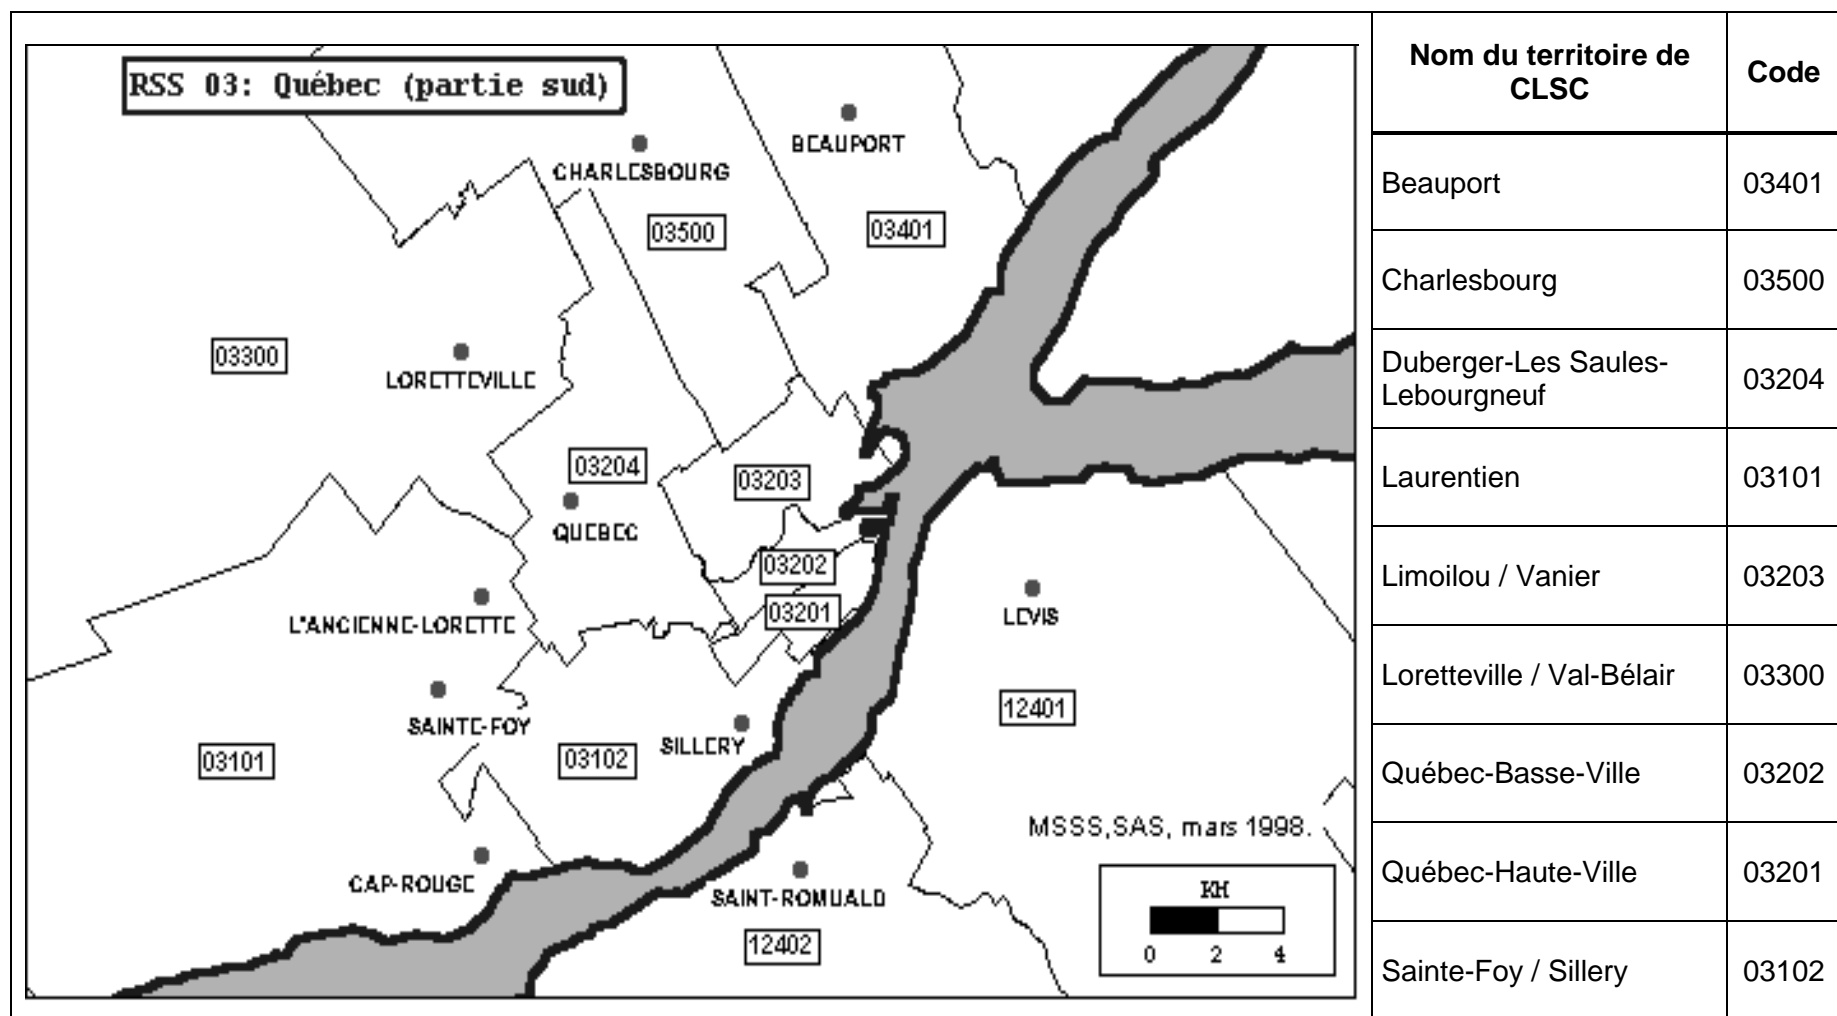 RSS 03: Québec (partie sud)
BEAUPORT
CHARLESBOURG
03500
03401
03300
LORETTEVILLE
03204
03203
QUEBEC
03202
03201
L'ANCIENNE-LORETTE
LEVIS
SAINTE-FOY
12401
SILLERY
03101
03102
MSSS,SAS, mars 1998.
CAP-ROUGE
SAINT-ROMUALD
12402
KM
0 2 4
Nom du territoire de
CLSC
Code
Beauport 03401
Charlesbourg 03500
Duberger-Les Saules-
Lebourgneuf 03204
Laurentien 03101
Limoilou / Vanier 03203
Loretteville / Val-Bélair 03300
Québec-Basse-Ville 03202
Québec-Haute-Ville 03201
Sainte-Foy / Sillery 03102